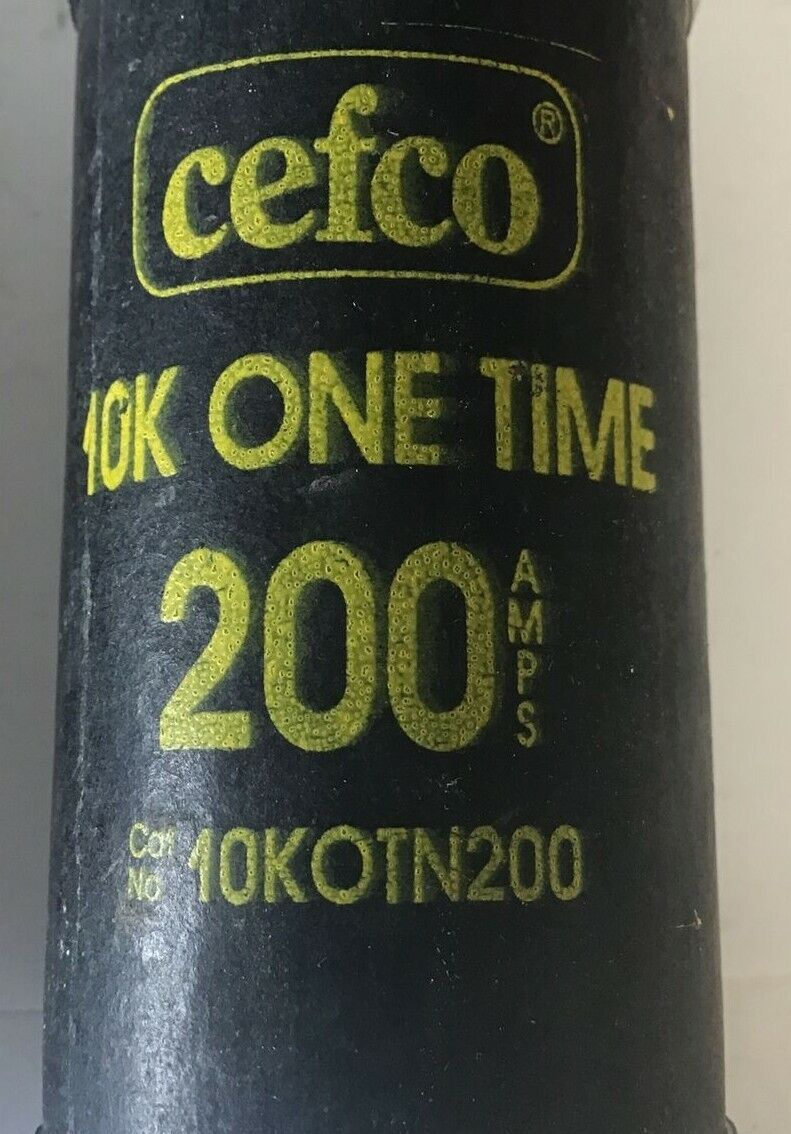 cefco®
10K ONE TIME
200 AMPS
Cat No 10KOTN200